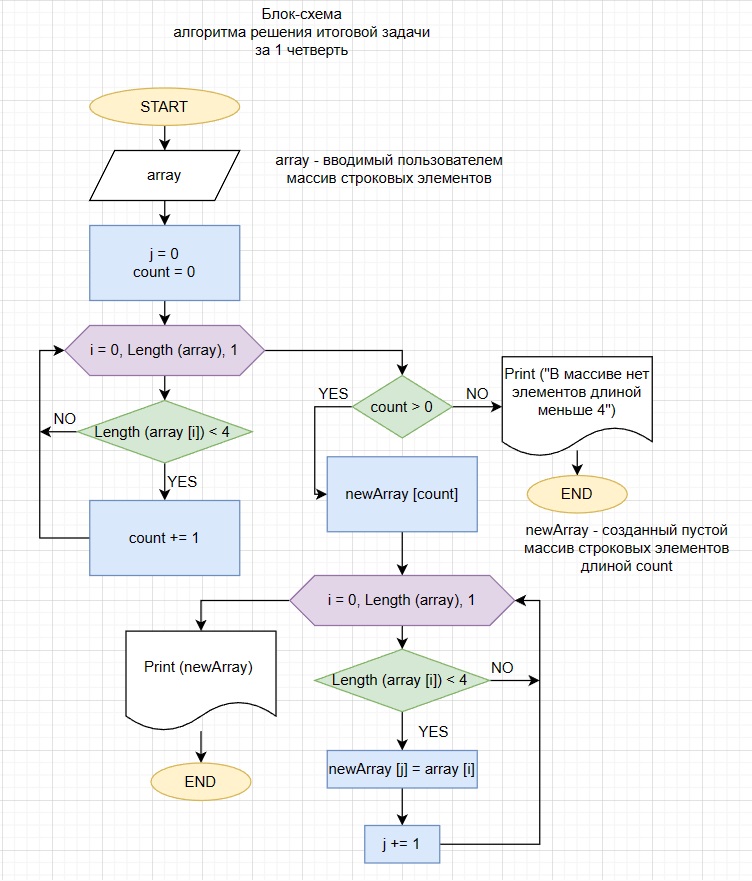 Блок-схема
алгоритма решения итоговой задачи
за 1 четверть
START
array
array - вводимый пользователем
массив строковых элементов
j = 0
count = 0
i = 0, Length (array), 1
Length (array [i]) < 4
NO
YES
count += 1
count > 0
YES
NO
Print ("В массиве нет
элементов длиной
меньше 4")
END
newArray [count]
newArray - созданный пустой
массив строковых элементов
длиной count
i = 0, Length (array), 1
Print (newArray)
END
Length (array [i]) < 4
NO
YES
newArray [j] = array [i]
j += 1